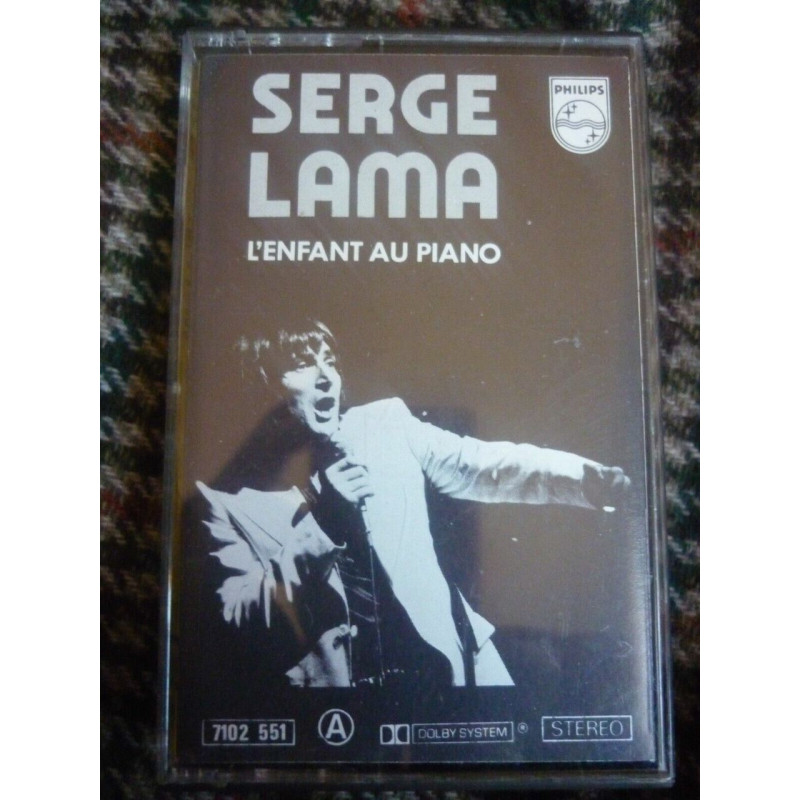 SERGE
LAMA
L'ENFANT AU PIANO
PHILIPS
7102 551 A DOLBY SYSTEM ® STEREO